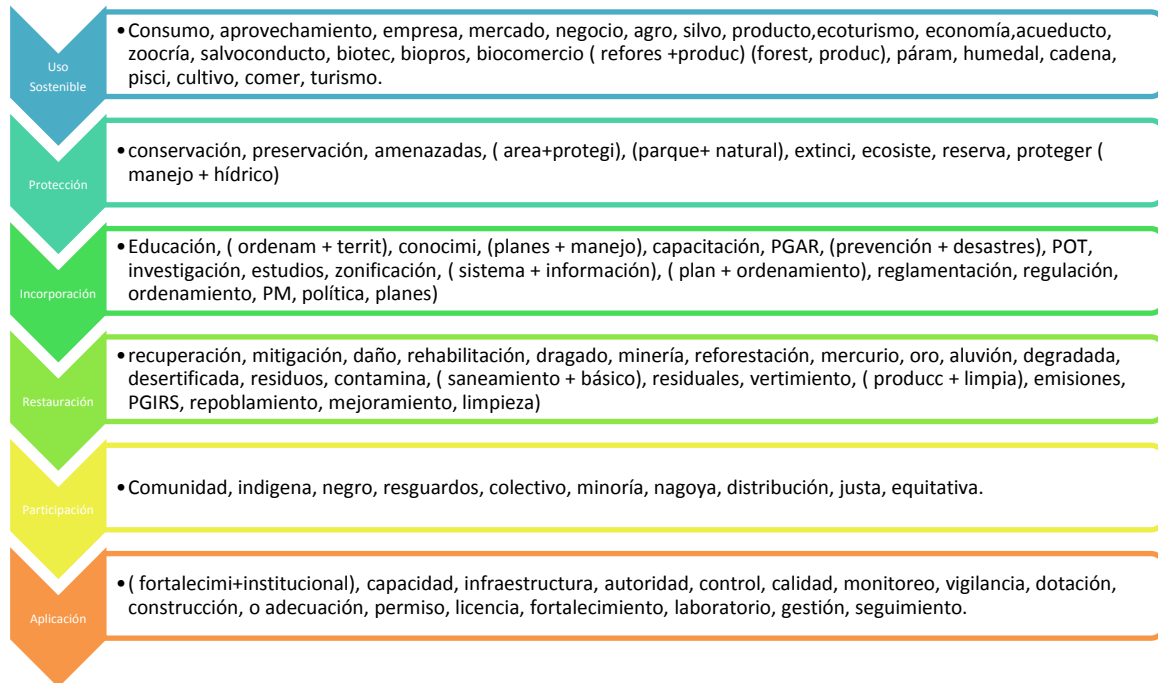 Uso
Sostenible
•Consumo, aprovechamiento, empresa, mercado, negocio, agro, silvo, producto,ecoturismo, economía,acueducto,
zoocría, salvoconducto, biotec, biopros, biocomercio ( refores +produc) (forest, produc), páram, humedal, cadena,
pisci, cultivo, comer, turismo.
Protección
•conservación, preservación, amenazadas, ( area+protegi), (parque+ natural), extinci, ecosiste, reserva, proteger (
manejo + hídrico)
Incorporación
•Educación, ( ordenam + territ), conocimi, (planes + manejo), capacitación, PGAR, (prevención + desastres), POT,
investigación, estudios, zonificación, ( sistema + información), ( plan + ordenamiento), reglamentación, regulación,
ordenamiento, PM, política, planes)
Restauración
•recuperación, mitigación, daño, rehabilitación, dragado, minería, reforestación, mercurio, oro, aluvión, degradada,
desertificada, residuos, contamina, ( saneamiento + básico), residuales, vertimiento, ( producc + limpia), emisiones,
PGIRS, repoblamiento, mejoramiento, limpieza)
Participación
•Comunidad, indigena, negro, resguardos, colectivo, minoría, nagoya, distribución, justa, equitativa.
Aplicación
•( fortalecimi+institucional), capacidad, infraestructura, autoridad, control, calidad, monitoreo, vigilancia, dotación,
construcción, o adecuación, permiso, licencia, fortalecimiento, laboratorio, gestión, seguimiento.